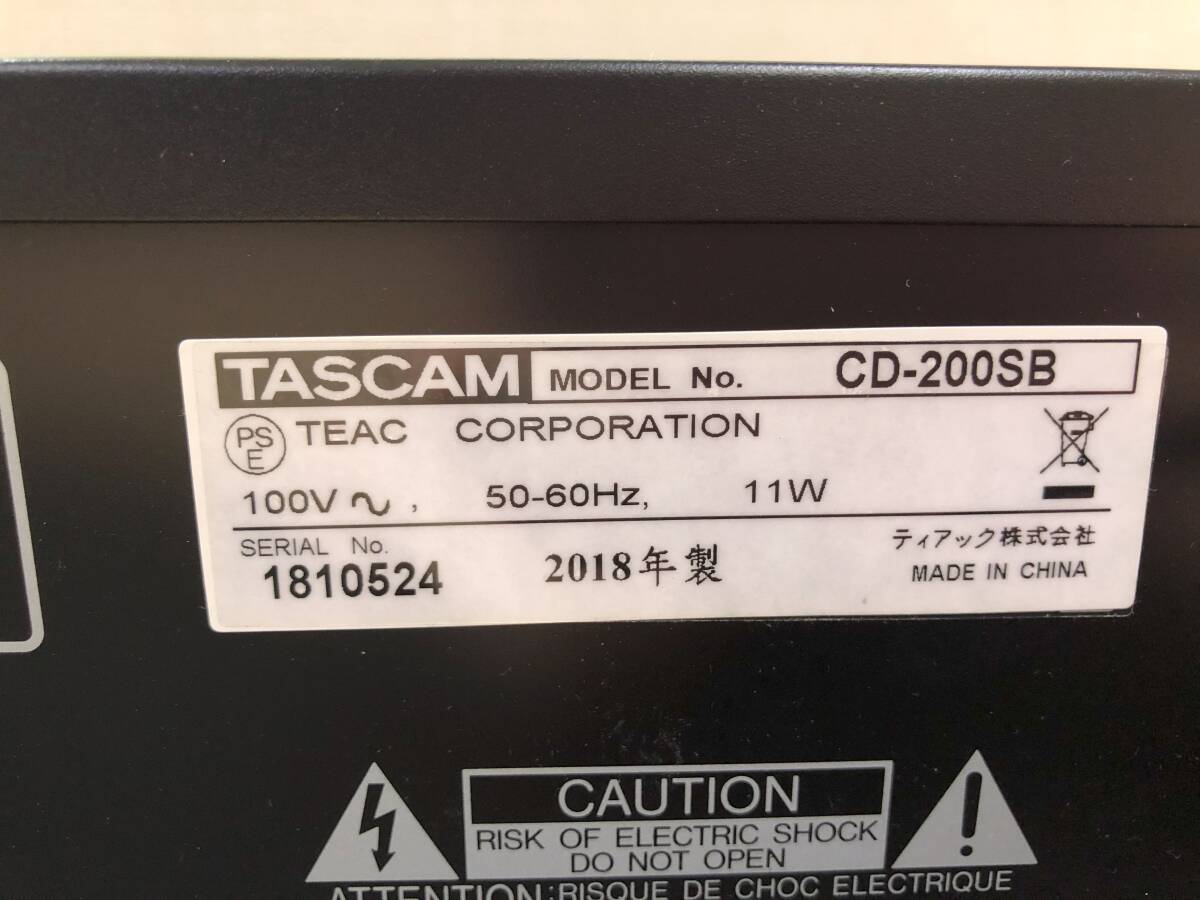 TASCAM MODEL No. CD-200SB
PS E TEAC CORPORATION
100V ~, 50-60Hz, 11W
SERIAL No.
1810524
2018年製
ティアック株式会社
MADE IN CHINA
CAUTION
RISK OF ELECTRIC SHOCK
DO NOT OPEN
ATTENTION:RISQUE DE CHOC ELECTRIQUE